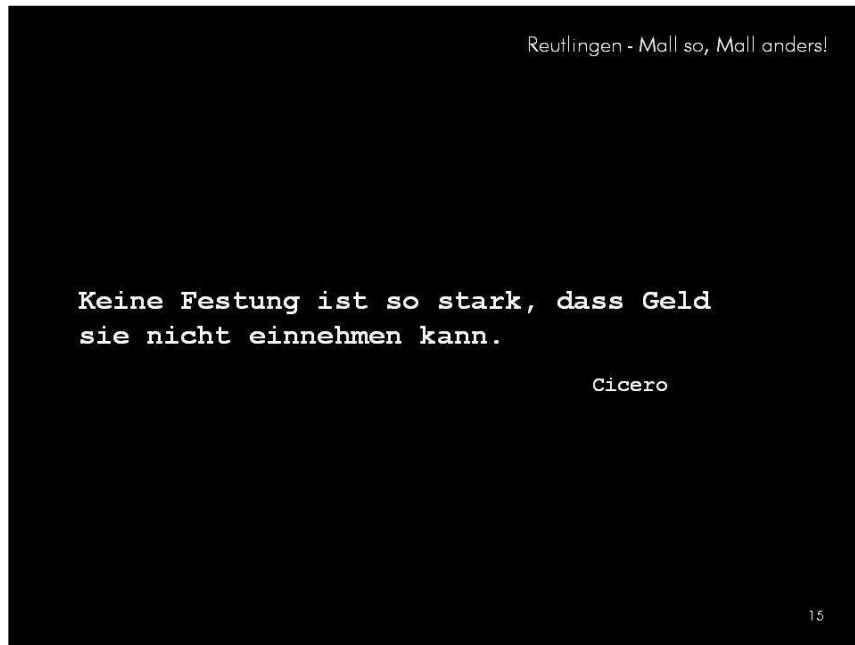 Reutlingen - Mall so, Mall anders!
Keine Festung ist so stark, dass Geld
sie nicht einnehmen kann.
Cicero
15